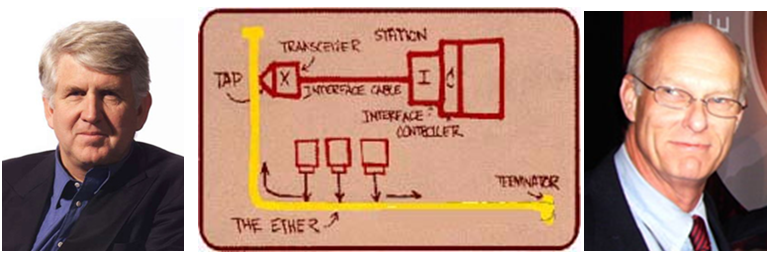 TRANSCEIVER
STATION
TAP
X
I
C
INTERFACE CABLE
INTERFACE
CONTROLLER
TERMINATOR
THE ETHER